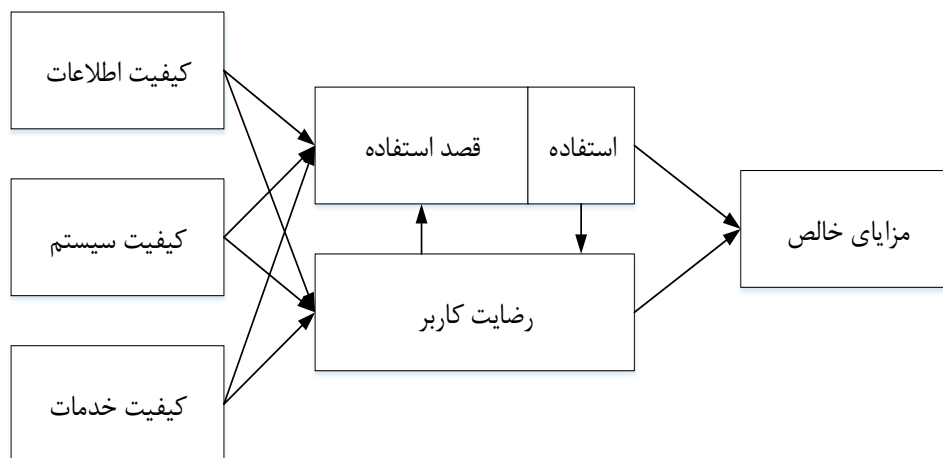 کیفیت اطلاعات
کیفیت سیستم
کیفیت خدمات
قصد استفاده
استفاده
رضایت کاربر
مزایای خالص